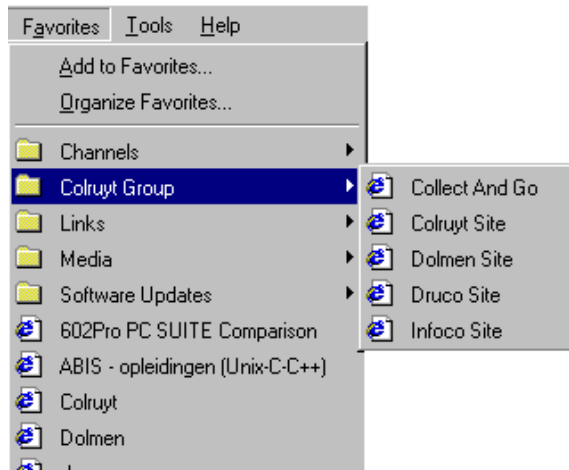 Favorites Tools Help
Add to Favorites...
Organize Favorites...
Channels
Colruyt Group
Links
Media
Software Updates
602Pro PC SUITE Comparison
ABIS - opleidingen (Unix-C-C++)
Colruyt
Dolmen
Collect And Go
Colruyt Site
Dolmen Site
Druco Site
Infoco Site